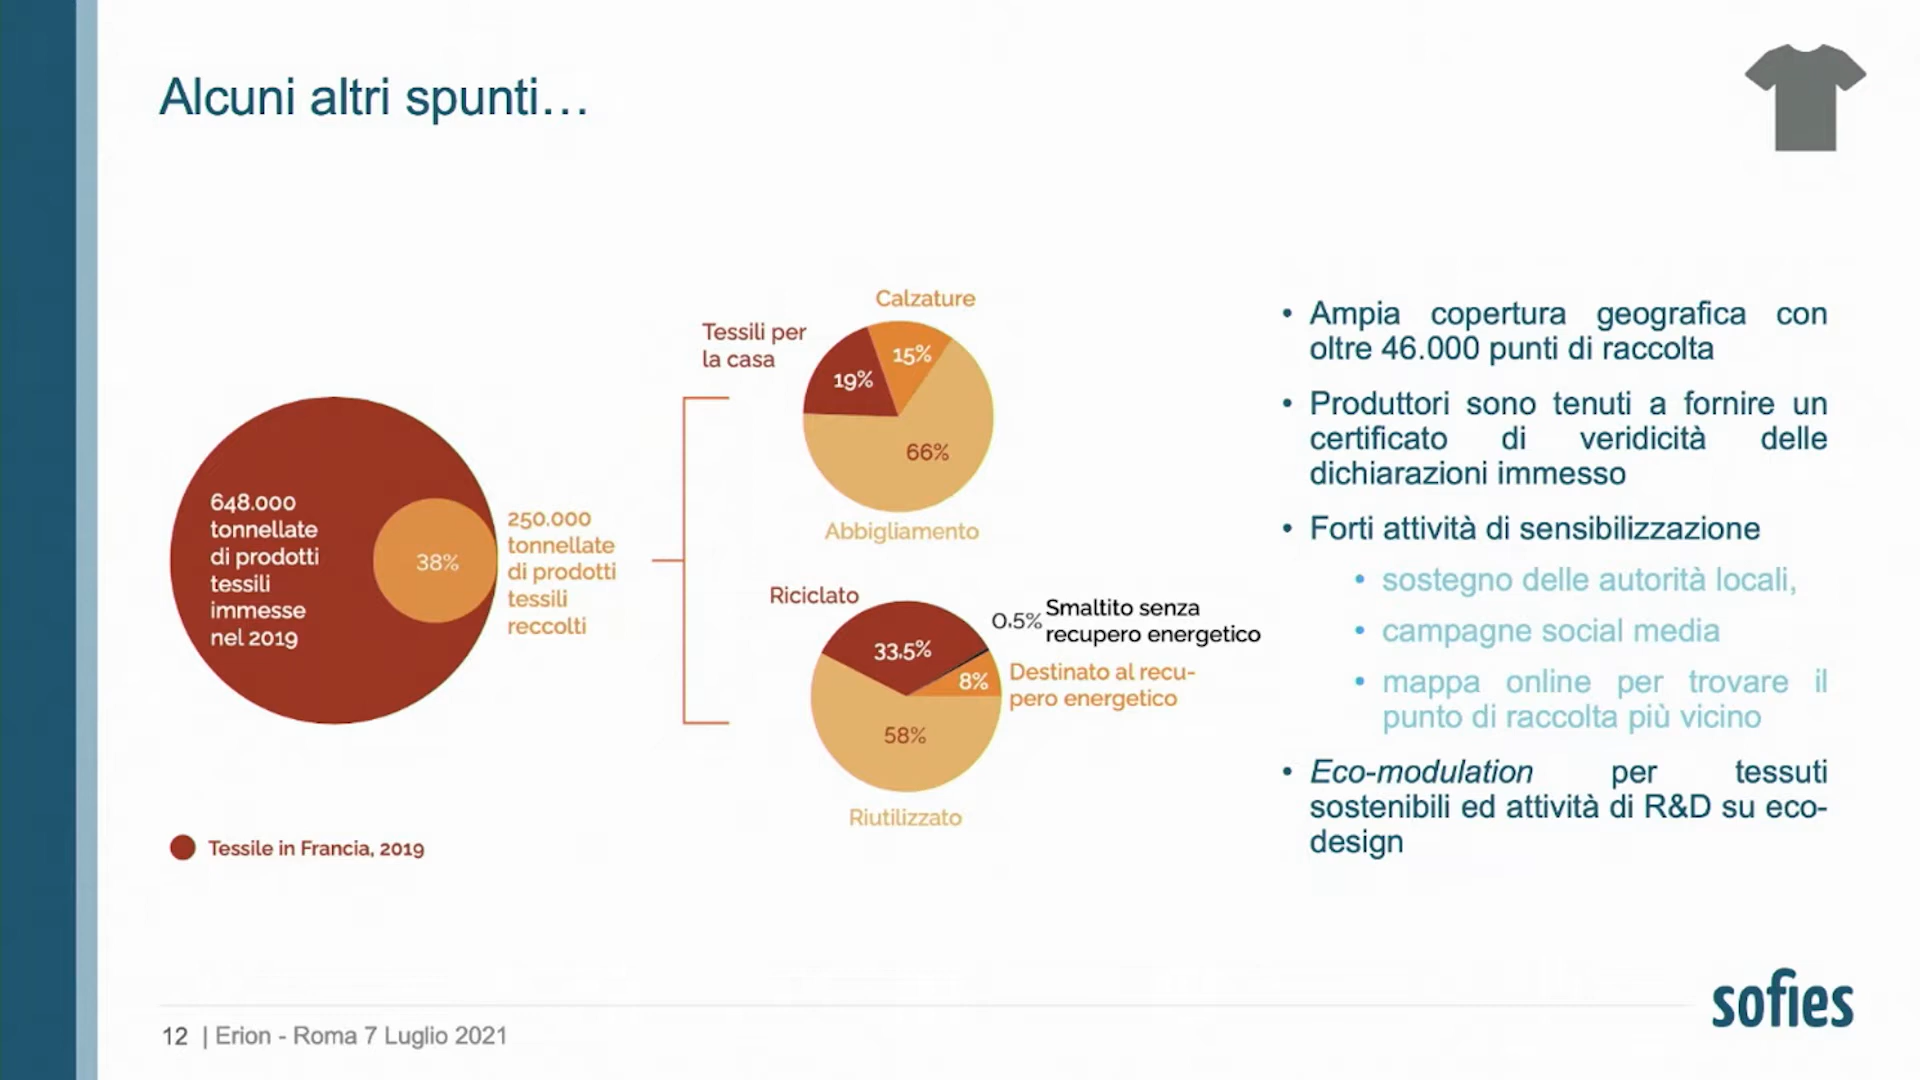 Alcuni altri spunti…
648.000
tonnellate
di prodotti
tessili
immesse
nel 2019
38%
250.000
tonnellate
di prodotti
tessili
reccolti
Tessile in Francia, 2019
Calzature
Tessili per
la casa
15%
19%
66%
Abbigliamento
Riciclato
33,5%
0,5%
Smaltito senza
recupero energetico
8%
Destinato al recu-
pero energetico
58%
Riutilizzato
• Ampia copertura geografica con
oltre 46.000 punti di raccolta
• Produttori sono tenuti a fornire un
certificato di veridicità delle
dichiarazioni immesso
• Forti attività di sensibilizzazione
• sostegno delle autorità locali,
• campagne social media
• mappa online per trovare il
punto di raccolta più vicino
• Eco-modulation per tessuti
sostenibili ed attività di R&D su eco-
design
12 | Erion - Roma 7 Luglio 2021
sofies